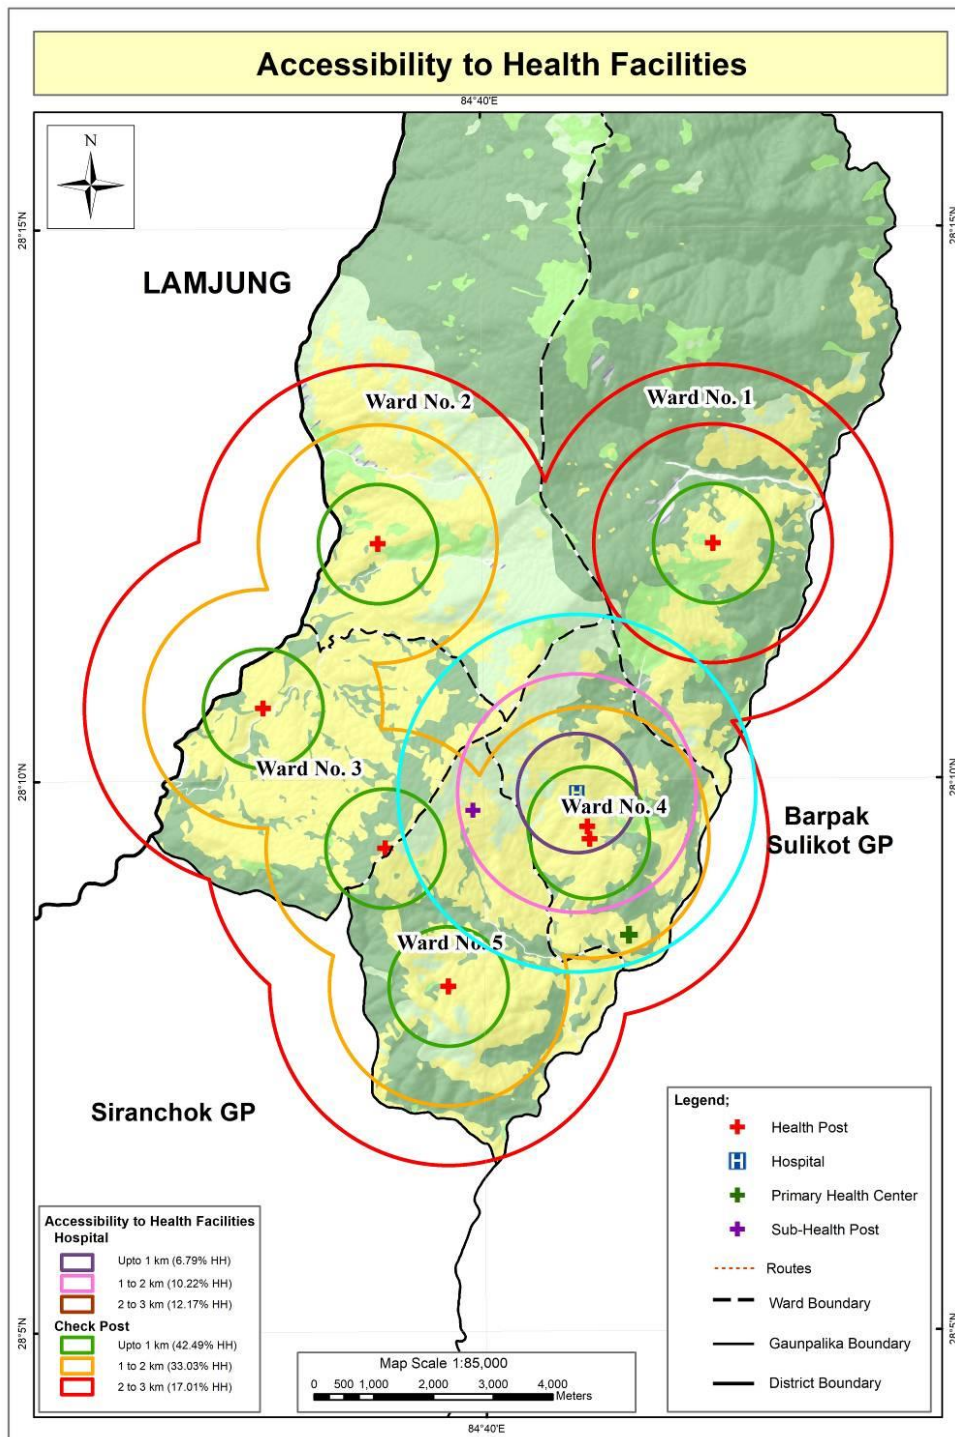 Accessibility to Health Facilities
84°40'E
N
28°15'N
28°15'N
LAMJUNG
Ward No. 2
Ward No. 1
28°10'N
28°10'N
Ward No. 3
H
Ward No. 4
Barpak
Sulikot GP
Ward No. 5
Siranchok GP
Legend;
Health Post
H Hospital
Primary Health Center
Sub-Health Post
Routes
Ward Boundary
Gaunpalika Boundary
District Boundary
Accessibility to Health Facilities
Hospital
Upto 1 km (6.79% HH)
1 to 2 km (10.22% HH)
2 to 3 km (12.17% HH)
Check Post
Upto 1 km (42.49% HH)
1 to 2 km (33.03% HH)
2 to 3 km (17.01% HH)
28°5'N
28°5'N
Map Scale 1:85,000
0 500 1,000 2,000 3,000 4,000
Meters
84°40'E